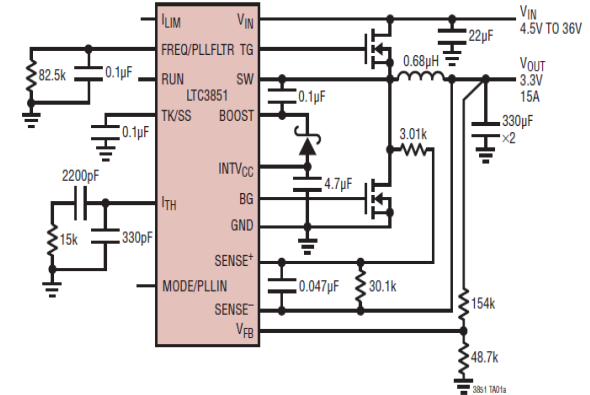 ILIM
VIN
VIN
4.5V TO 36V
22µF
FREQ/PLLFLTR
TG
0.68µH
VOUT
3.3V
15A
82.5k
0.1µF
RUN
SW
LTC3851
0.1µF
TK/SS
BOOST
330µF
×2
0.1µF
3.01k
INTVCC
2200pF
4.7µF
ITH
BG
15k
330pF
GND
SENSE+
MODE/PLLIN
0.047µF
30.1k
154k
SENSE–
VFB
48.7k
3851 TA01a